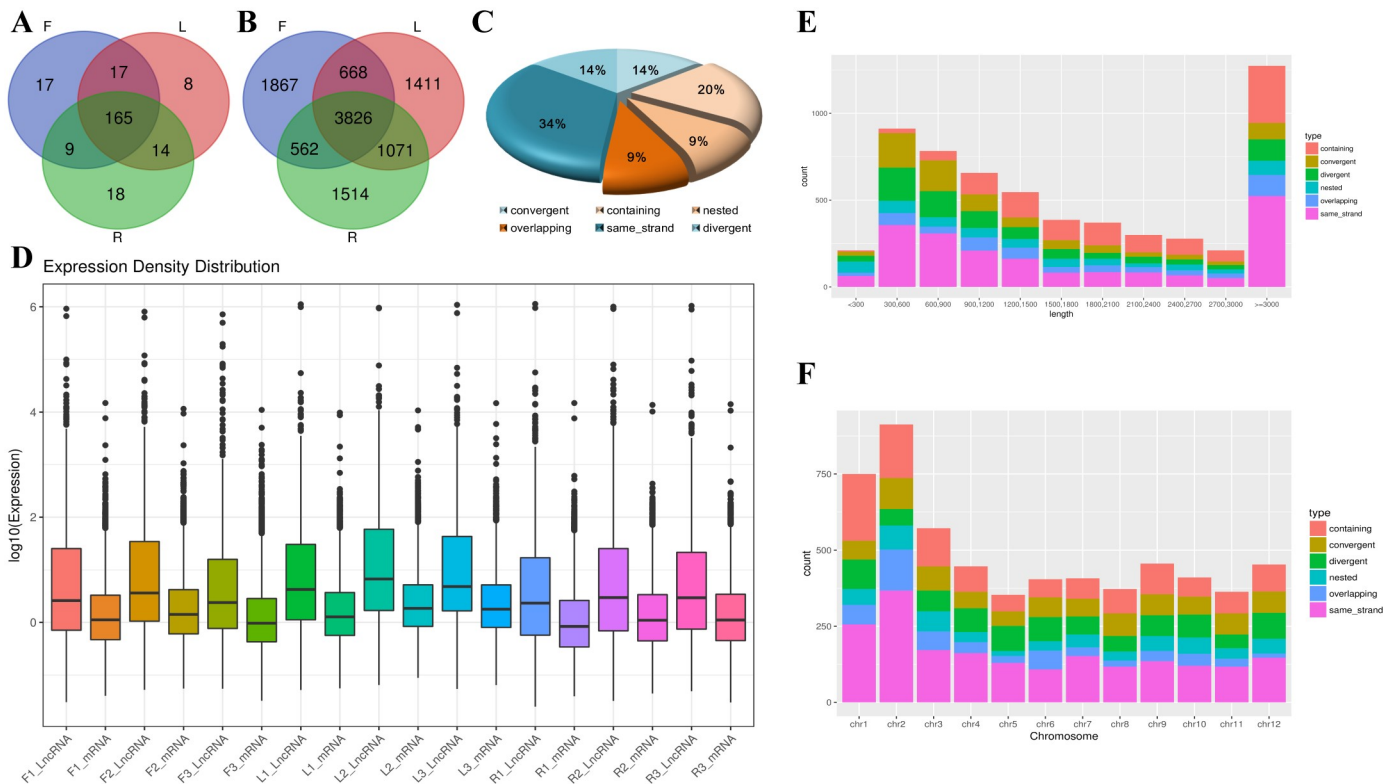 A
F
L
17
17
8
165
9
14
18
R
B
F
L
1867
668
1411
3826
562
1071
1514
R
C
14%
14%
20%
34%
9%
9%
convergent
containing
nested
overlapping
same_strand
divergent
D
Expression Density Distribution
log10(Expression)
6
4
2
0
F1_LncRNA
F1_mRNA
F2_LncRNA
F2_mRNA
F3_LncRNA
F3_mRNA
L1_LncRNA
L1_mRNA
L2_LncRNA
L2_mRNA
L3_LncRNA
L3_mRNA
R1_LncRNA
R1_mRNA
R2_LncRNA
R2_mRNA
R3_LncRNA
R3_mRNA
E
count
1000
500
0
<300
300,600
600,900
900,1200
1200,1500
1500,1800
1800,2100
2100,2400
2400,2700
2700,3000
>=3000
length
type
containing
convergent
divergent
nested
overlapping
same_strand
F
count
750
500
250
0
chr1
chr2
chr3
chr4
chr5
chr6
chr7
chr8
chr9
chr10
chr11
chr12
Chromosome
type
containing
convergent
divergent
nested
overlapping
same_strand